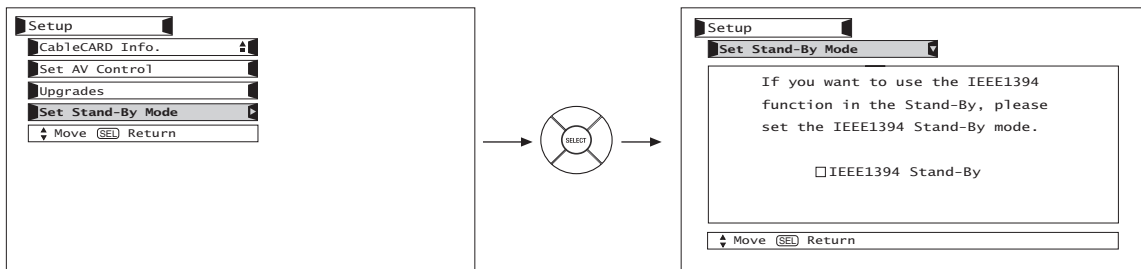 Setup
CableCARD Info.
Set AV Control
Upgrades
Set Stand-By Mode
Move SEL Return
SELECT
Setup
Set Stand-By Mode
If you want to use the IEEE1394
function in the Stand-By, please
set the IEEE1394 Stand-By mode.
IEEE1394 Stand-By
Move SEL Return